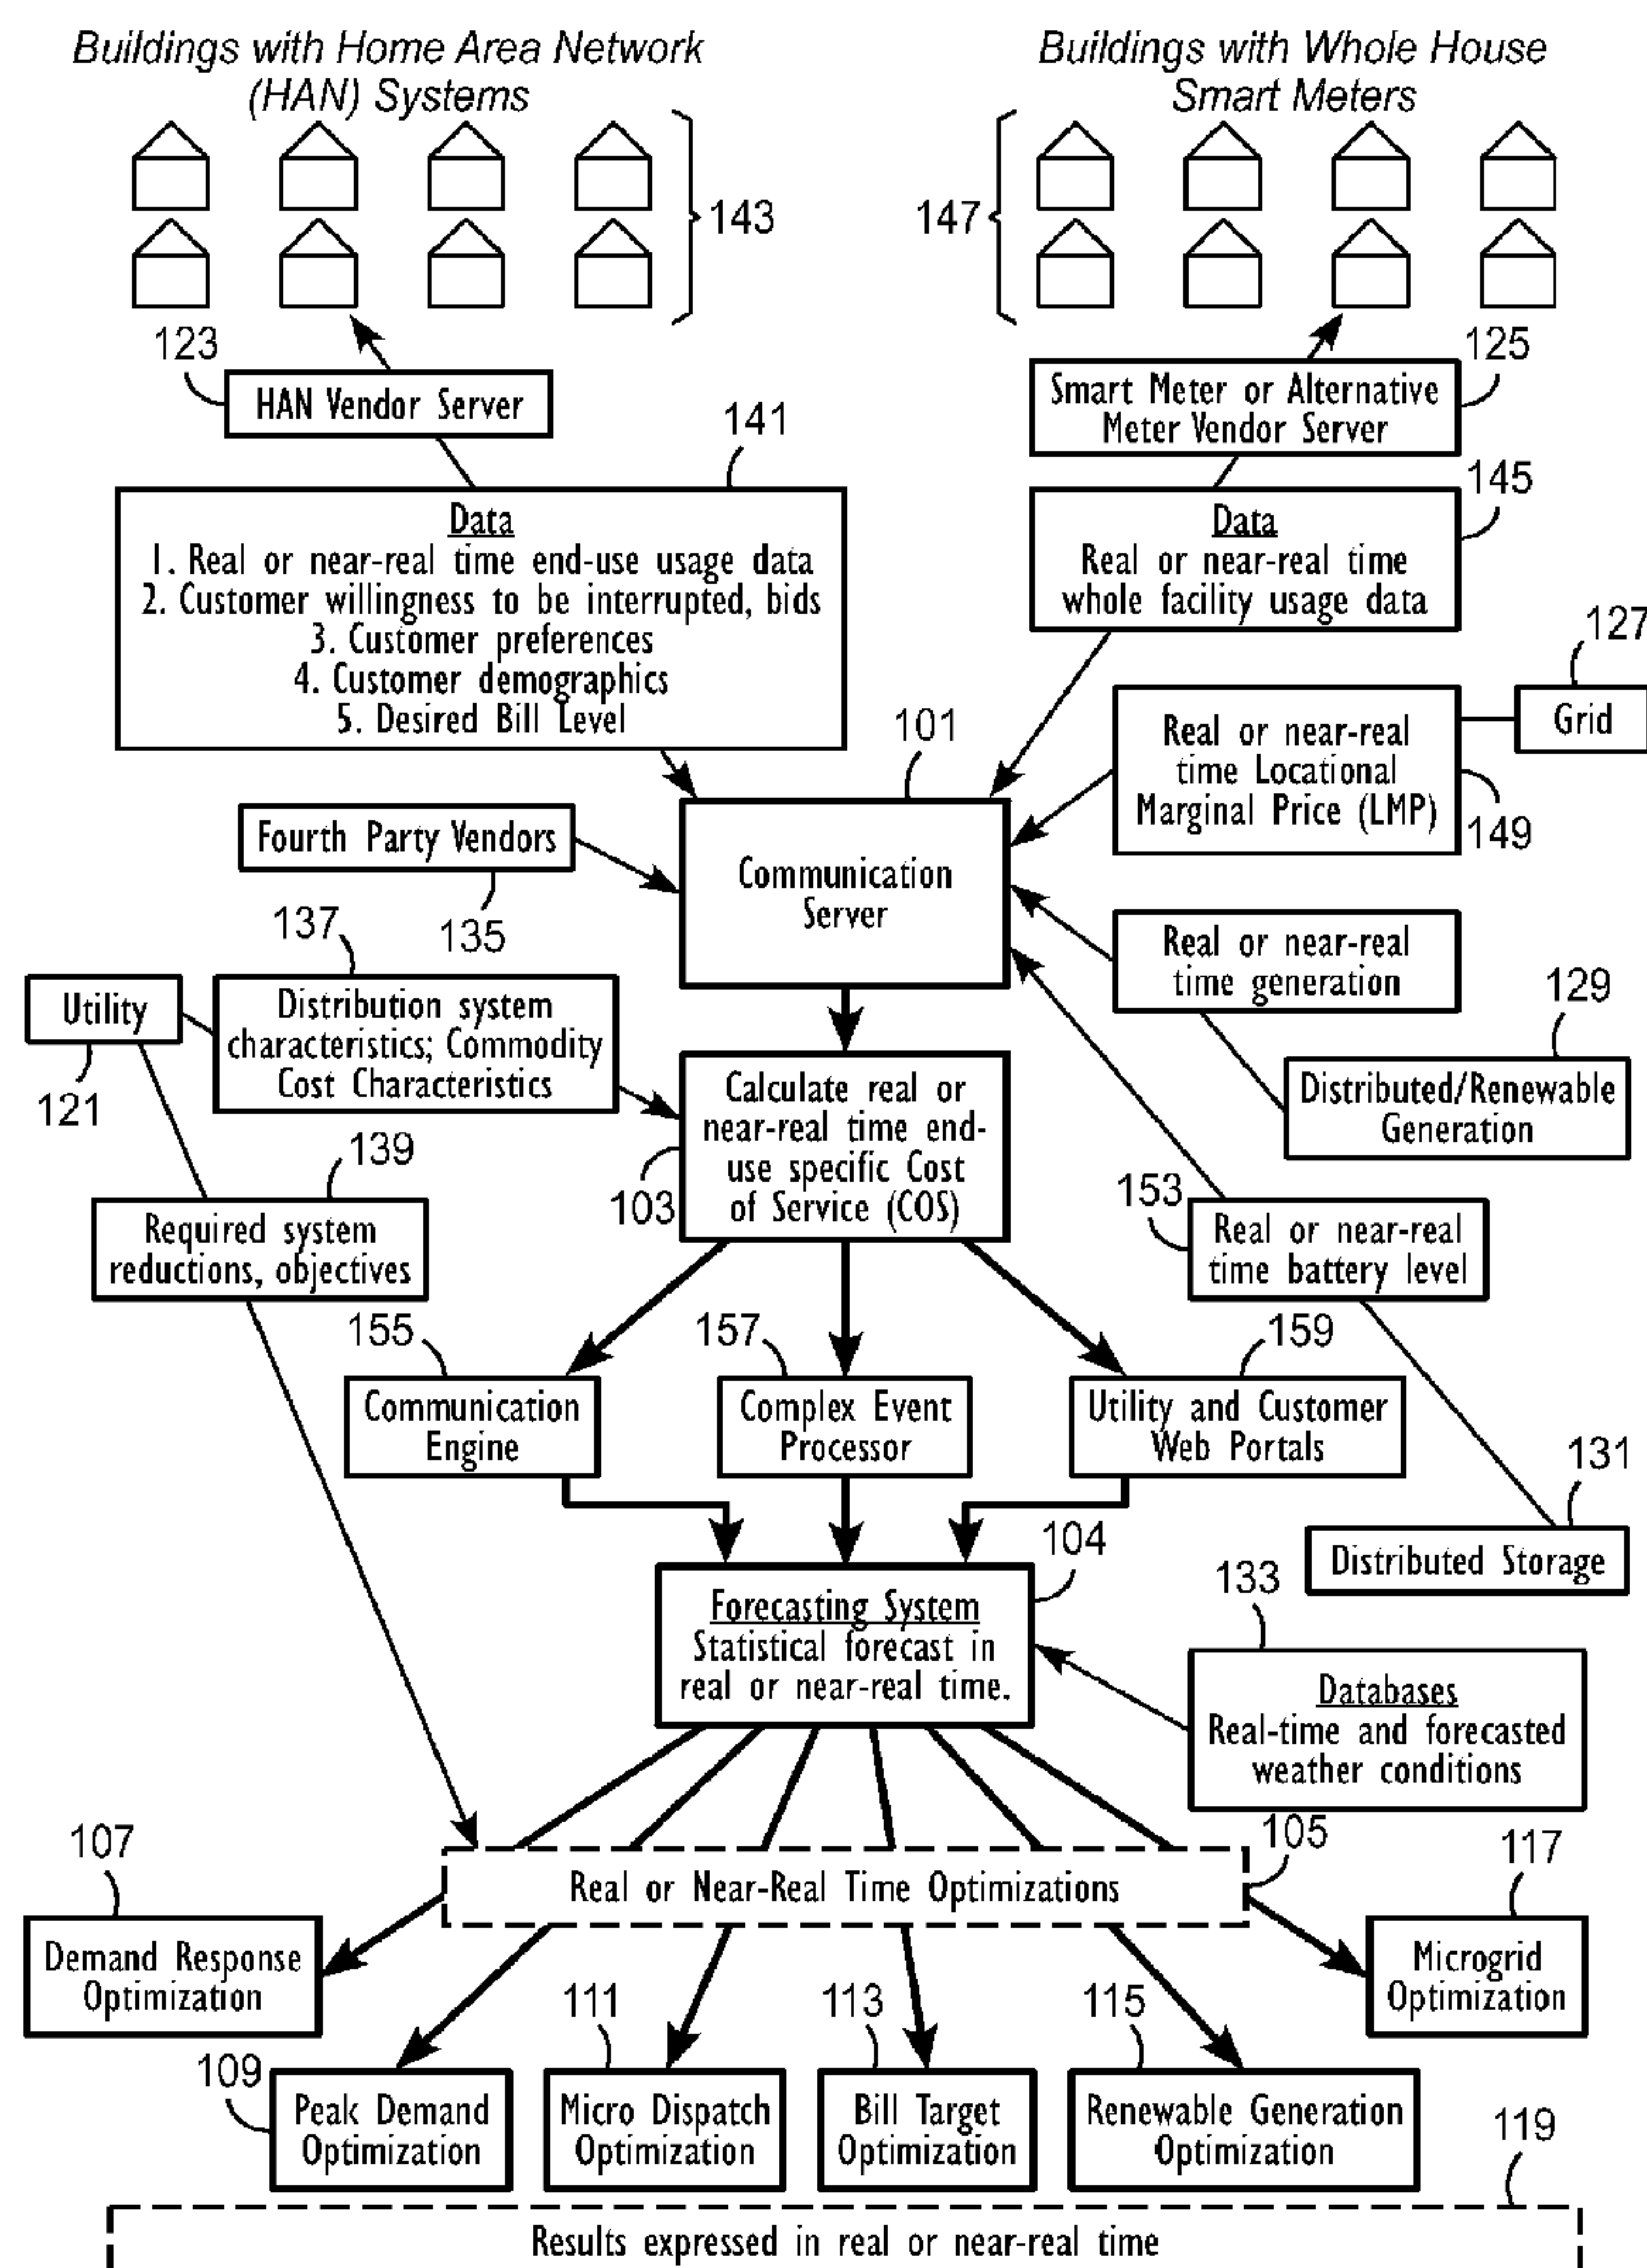 Buildings with Home Area Network
(HAN) Systems
Buildings with Whole House
Smart Meters
143
147
123
HAN Vendor Server
125
Smart Meter or Alternative
Meter Vendor Server
141
Data
1. Real or near-real time end-use usage data
2. Customer willingness to be interrupted, bids
3. Customer preferences
4. Customer demographics
5. Desired Bill Level
145
Data
Real or near-real time
whole facility usage data
127
Grid
101
Real or near-real
time Locational
Marginal Price (LMP)
149
Fourth Party Vendors
135
Communication
Server
137
Real or near-real
time generation
Utility
121
Distribution system
characteristics; Commodity
Cost Characteristics
129
Distributed/Renewable
Generation
Calculate real or
near-real time end-
use specific Cost
of Service (COS)
103
139
Required system
reductions, objectives
153
Real or near-real
time battery level
155
157
159
Communication
Engine
Complex Event
Processor
Utility and Customer
Web Portals
131
Distributed Storage
104
Forecasting System
Statistical forecast in
real or near-real time.
133
Databases
Real-time and forecasted
weather conditions
107
105
117
Real or Near-Real Time Optimizations
Demand Response
Optimization
Microgrid
Optimization
111
113
115
109
Peak Demand
Optimization
Micro Dispatch
Optimization
Bill Target
Optimization
Renewable Generation
Optimization
119
Results expressed in real or near-real time